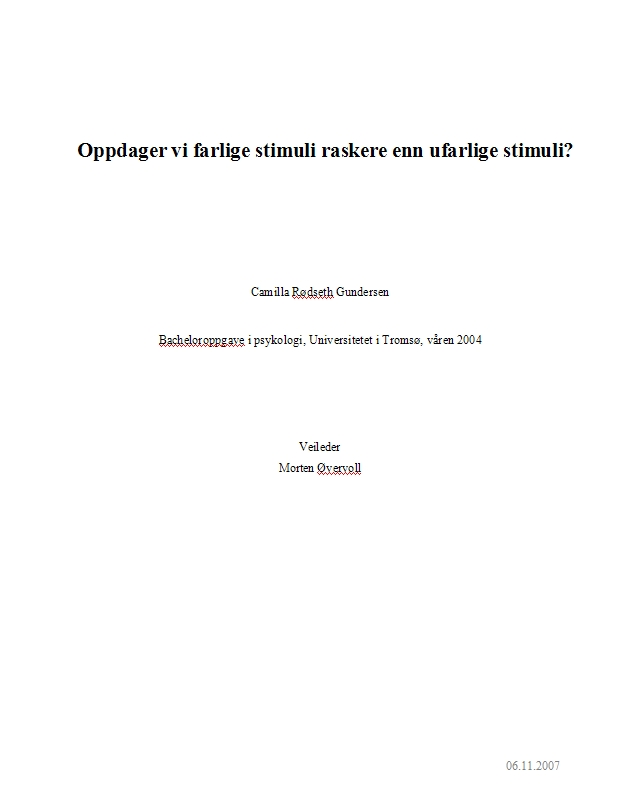 Oppdager vi farlige stimuli raskere enn ufarlige stimuli?
Camilla Rødseth Gundersen
Bacheloroppgave i psykologi, Universitetet i Tromsø, våren 2004
Veileder
Morten Øvervoll
06.11.2007